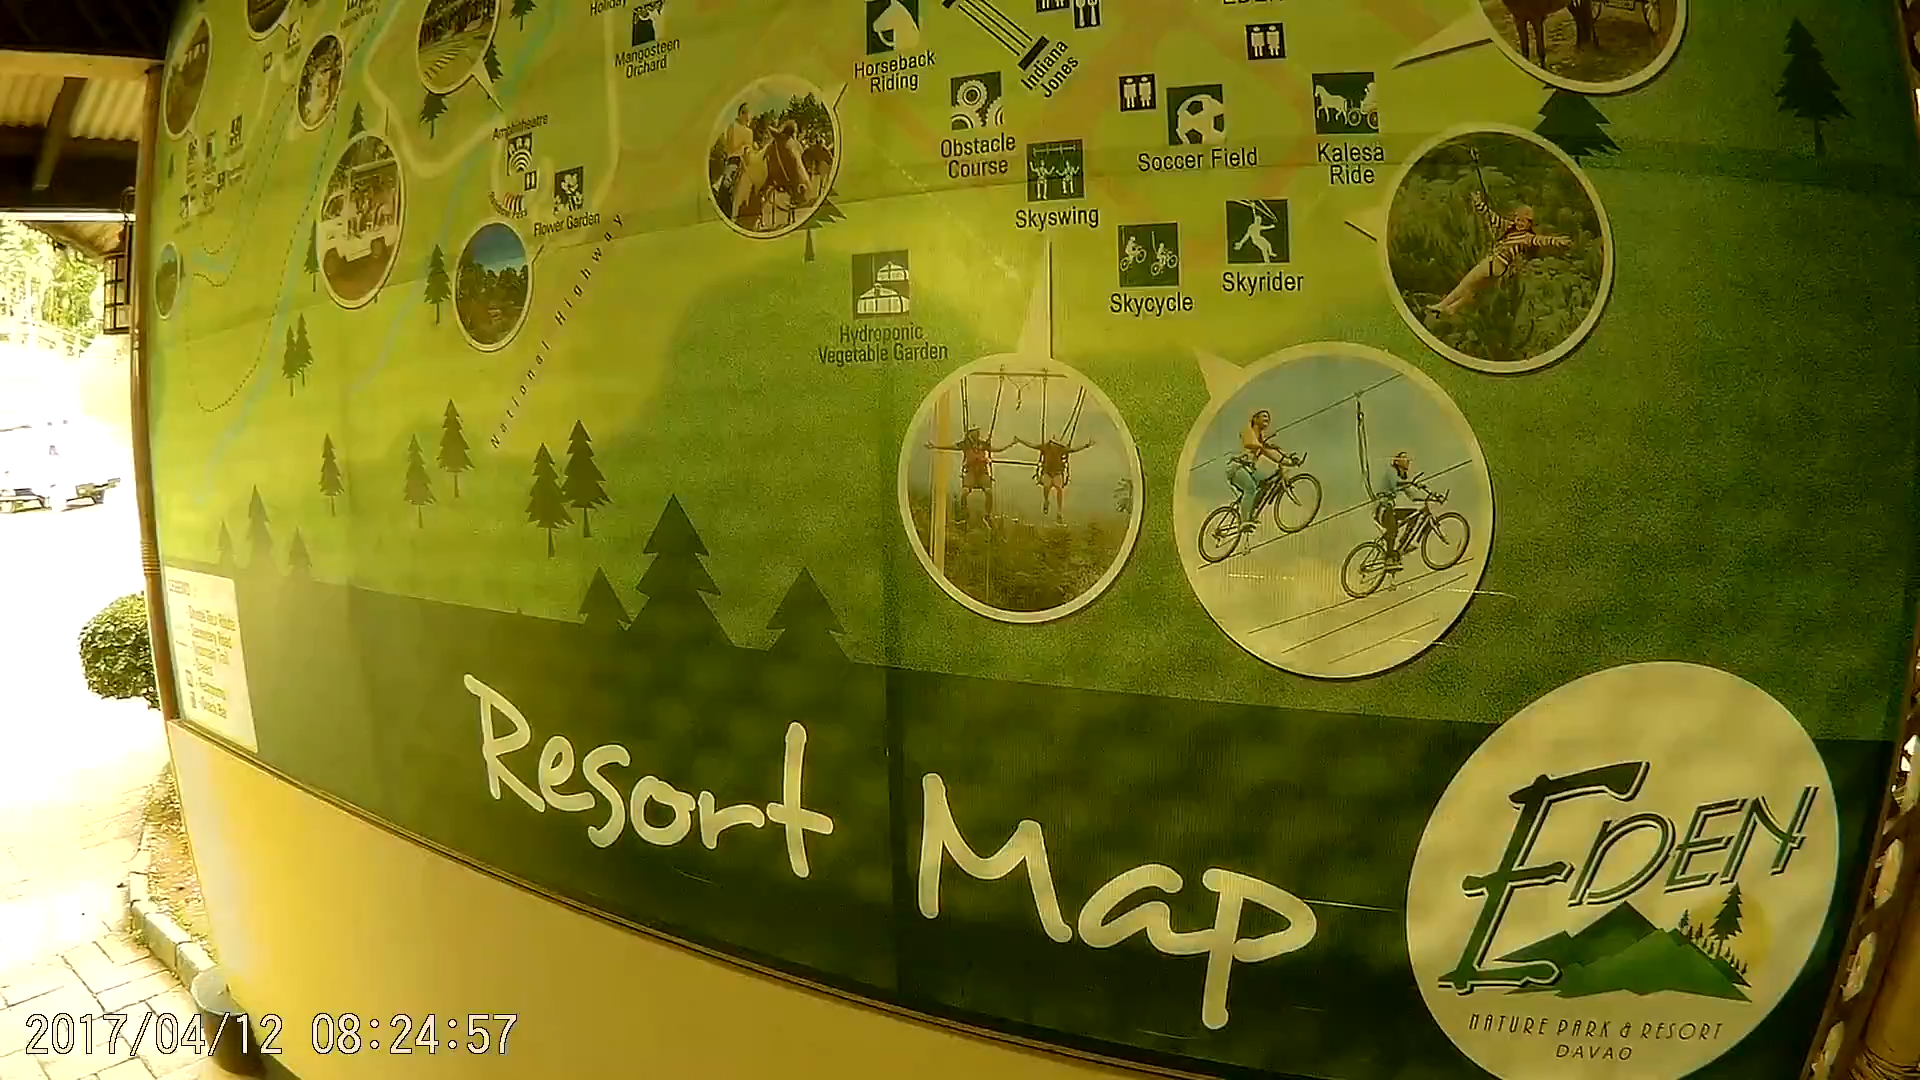 Holiday
Mangosteen
Orchard
Horseback
Riding
Indiana
Jones
Obstacle
Course
Soccer Field
Kalesa
Ride
Amphitheatre
Flower Garden
Skyswing
Skycycle
Skyrider
National Highway
Hydroponic
Vegetable Garden
Resort Map
EDEN
NATURE PARK & RESORT
DAVAO
2017/04/12 08:24:57